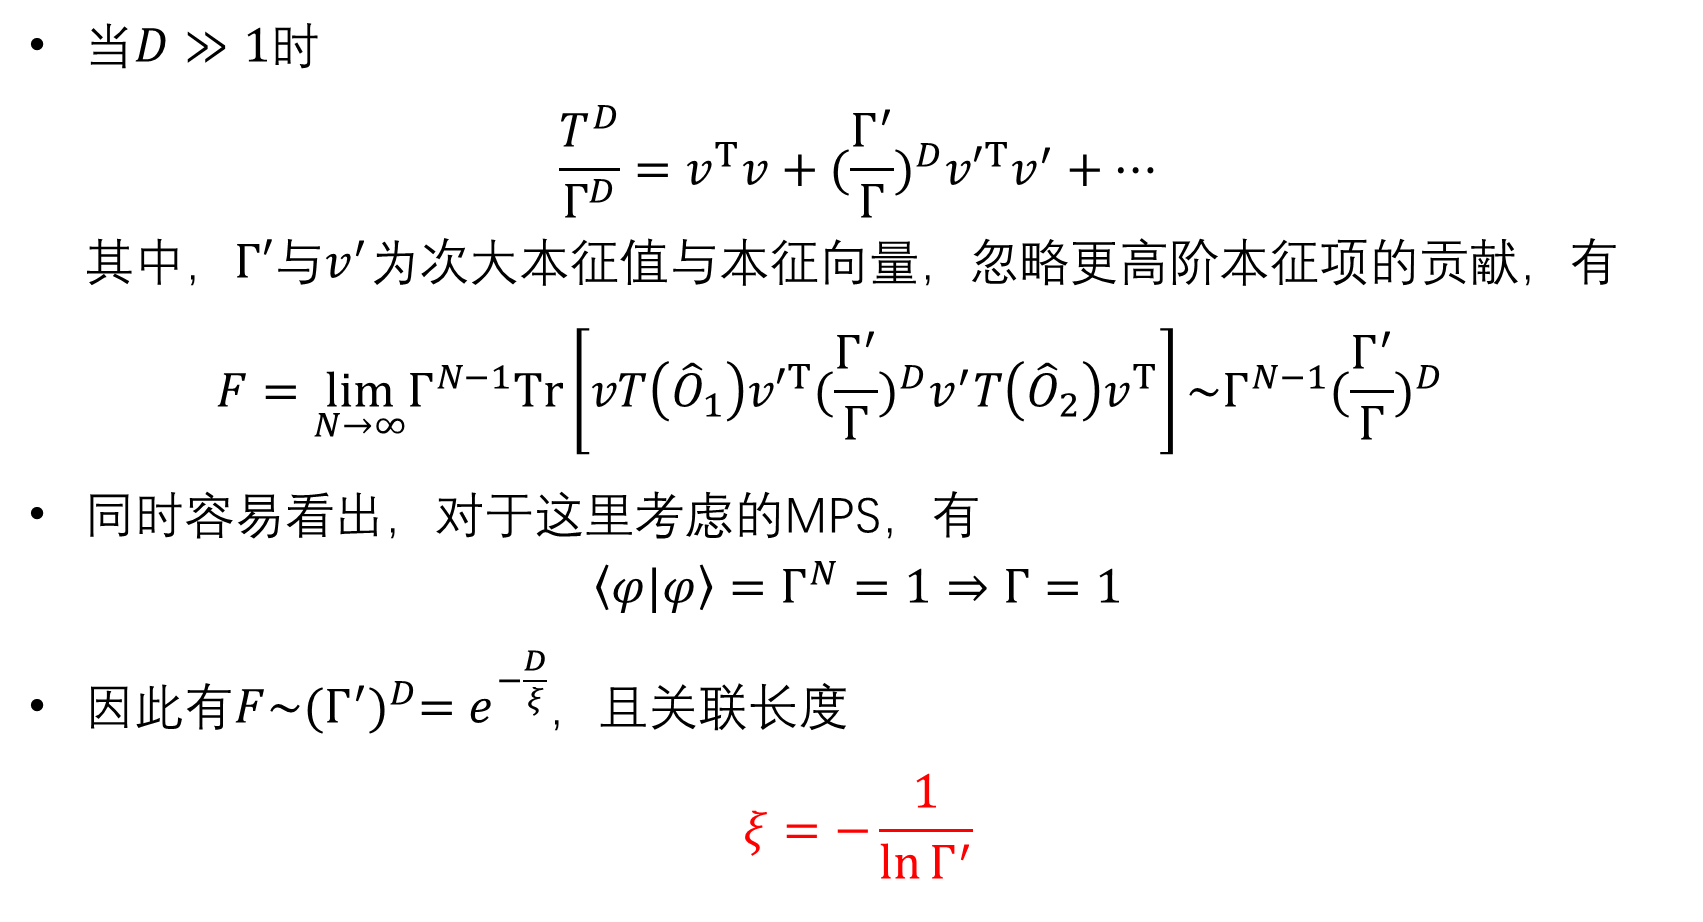 • 当D ≫ 1时
T^D/Γ^D = v^T v + (Γ′/Γ)^D v′^T v′ + ⋯
其中，Γ′与v′为次大本征值与本征向量，忽略更高阶本征项的贡献，有
F = lim_{N→∞} Γ^{N−1} Tr[vT(Ô_1)v′^T(Γ′/Γ)^D v′T(Ô_2)v^T] ~Γ^{N−1}(Γ′/Γ)^D
• 同时容易看出，对于这里考虑的MPS，有
⟨φ|φ⟩ = Γ^N = 1 ⇒ Γ = 1
• 因此有F~(Γ′)^D = e^{−D/ξ}，且关联长度
ξ = − 1/ln Γ′